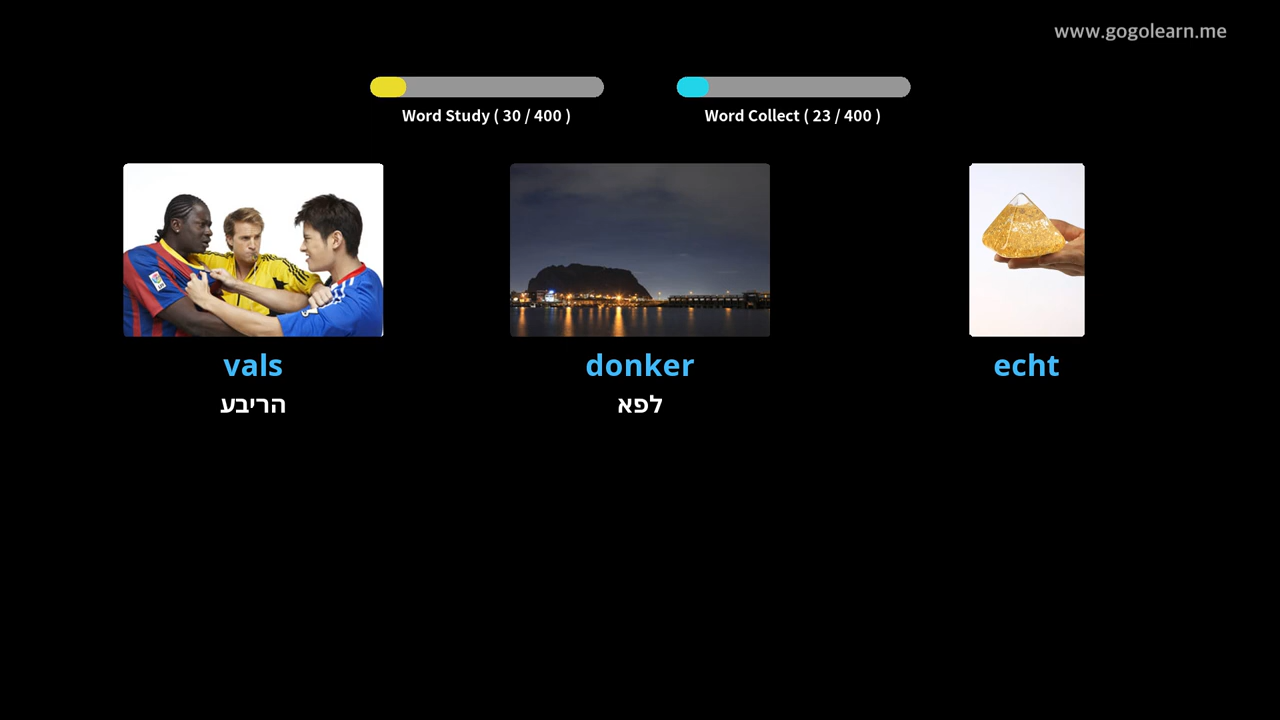 www.gogolearn.me
Word Study ( 30 / 400 )
Word Collect ( 23 / 400 )
vals
הריבע
donker
לפא
echt